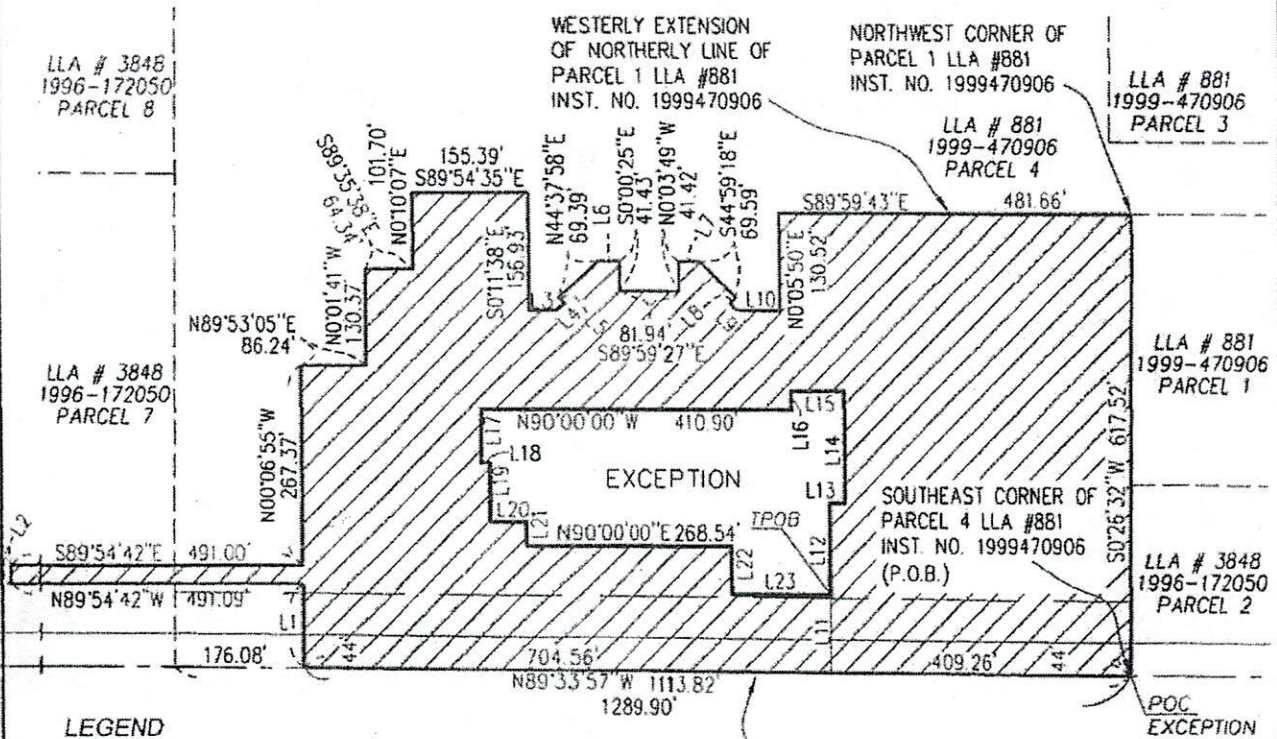 WESTERLY EXTENSION
OF NORTHERLY LINE OF
PARCEL 1 LLA #881
INST. NO. 1999470906
NORTHWEST CORNER OF
PARCEL 1 LLA #881
INST. NO. 1999470906
LLA # 3848
1996-172050
PARCEL 8
LLA # 881
1999-470906
PARCEL 3
LLA # 881
1999-470906
PARCEL 4
S89°35'38"E
64.34'
N0°10'07"E
101.70'
155.39'
S89°54'35"E
N44°37'58"E
69.39'
L6
S0°00'25"E
41.43'
N0°03'49"W
41.42'
L7
S44°59'18"E
69.59'
S89°59'43"E 481.66'
N0°01'41"W
130.37'
S0°11'38"E
156.93'
L3
L4
L5
81.94'
S89°59'27"E
L8
L9
L10
N0°05'50"E
130.52'
N89°53'05"E
86.24'
LLA # 3848
1996-172050
PARCEL 7
LLA # 881
1999-470906
PARCEL 1
N00°06'55"W
267.37'
L17
N90°00'00"W 410.90'
L16
L15
L14
S0°26'32"W 617.52'
L18
L19
EXCEPTION
L13
L20
L21
N90°00'00"E 268.54'
TPOB
L12
L22
L23
SOUTHEAST CORNER OF
PARCEL 4 LLA #881
INST. NO. 1999470906
(P.O.B.)
L2
S89°54'42"E 491.00'
N89°54'42"W 491.09'
LLA # 3848
1996-172050
PARCEL 2
L1
176.08'
44'
704.56'
L11
409.26'
44'
N89°33'57"W 1113.82'
1289.90'
POC
EXCEPTION
LEGEND